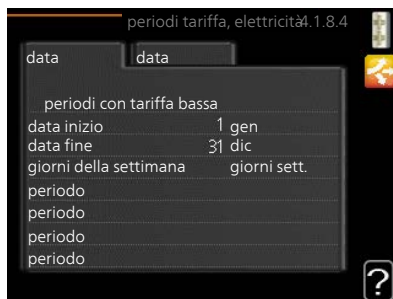 periodi tariffa, elettricità4.1.8.4
data data
periodi con tariffa bassa
data inizio 1 gen
data fine 31 dic
giorni della settimana giorni sett.
periodo
periodo
periodo
periodo
?